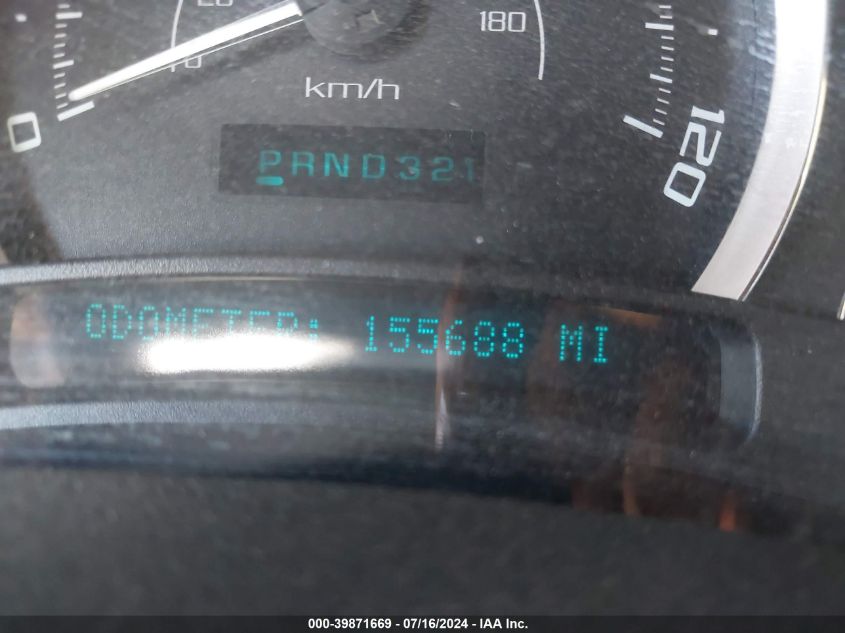 180
km/h
0
120
PRND321
ODOMETER: 155688 MI
000-39871669 - 07/16/2024 - IAA Inc.